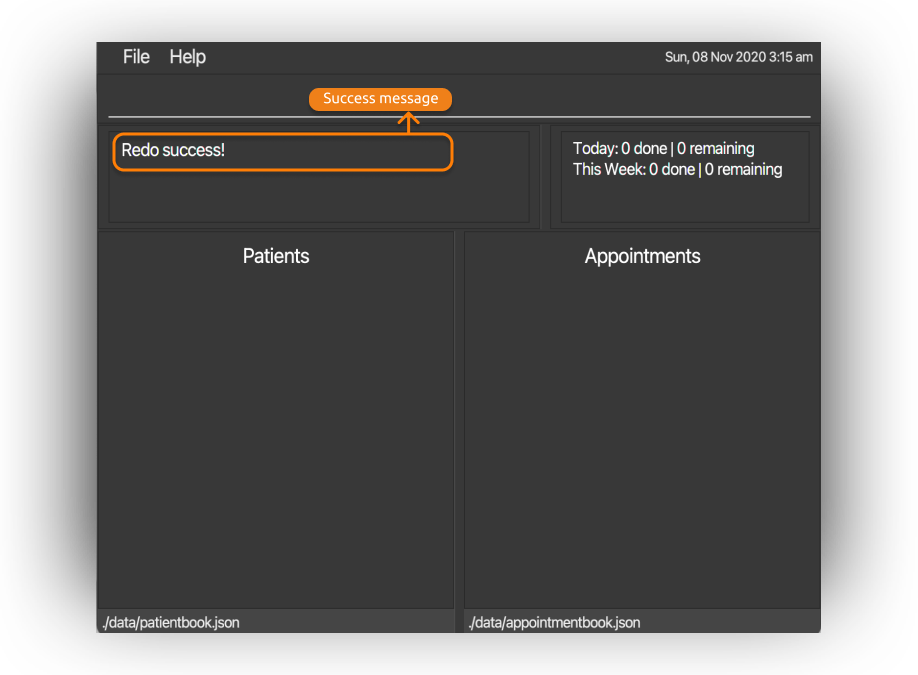 File Help
Sun, 08 Nov 2020 3:15 am
Success message
Redo success!
Today: 0 done | 0 remaining
This Week: 0 done | 0 remaining
Patients
Appointments
./data/patientbook.json
./data/appointmentbook.json